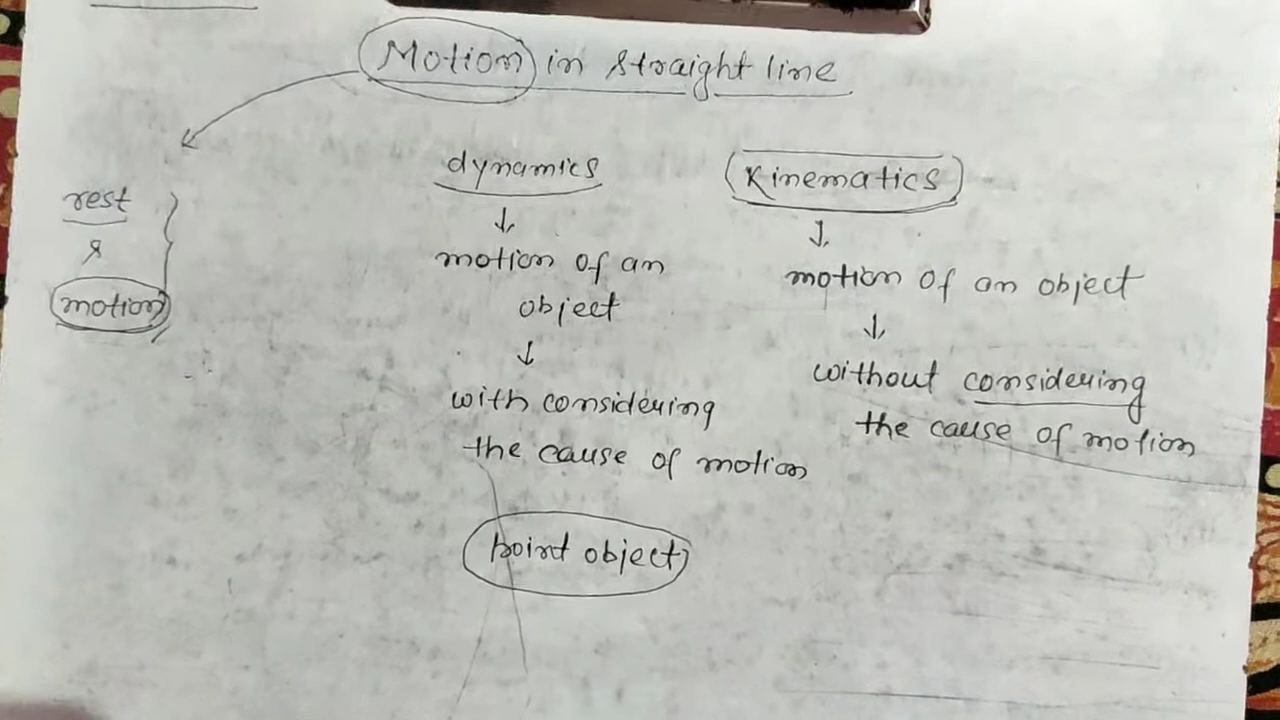 Motion in straight line
rest
&
motion
dynamics
↓
motion of an
object
↓
with considering
the cause of motion
Kinematics
↓
motion of an object
↓
without considering
the cause of motion
point object